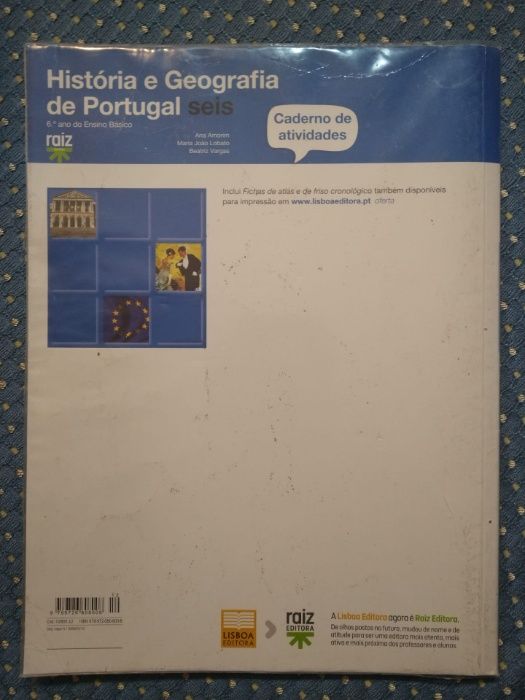 História e Geografia
de Portugal seis
6.º ano do Ensino Básico
raiz
Ana Amorim
Maria João Lobato
Beatriz Vargas
Caderno de
atividades
Inclui Fichas de atlas e de friso cronológico também disponíveis
para impressão em www.lisboaeditora.pt oferta
LISBOA
EDITORA
raiz
EDITORA
A Lisboa Editora agora é Raiz Editora.
De olhos postos no futuro, mudou de nome e de
atitude para ser uma editora mais atenta, mais
ativa e mais próxima dos professores e alunos.